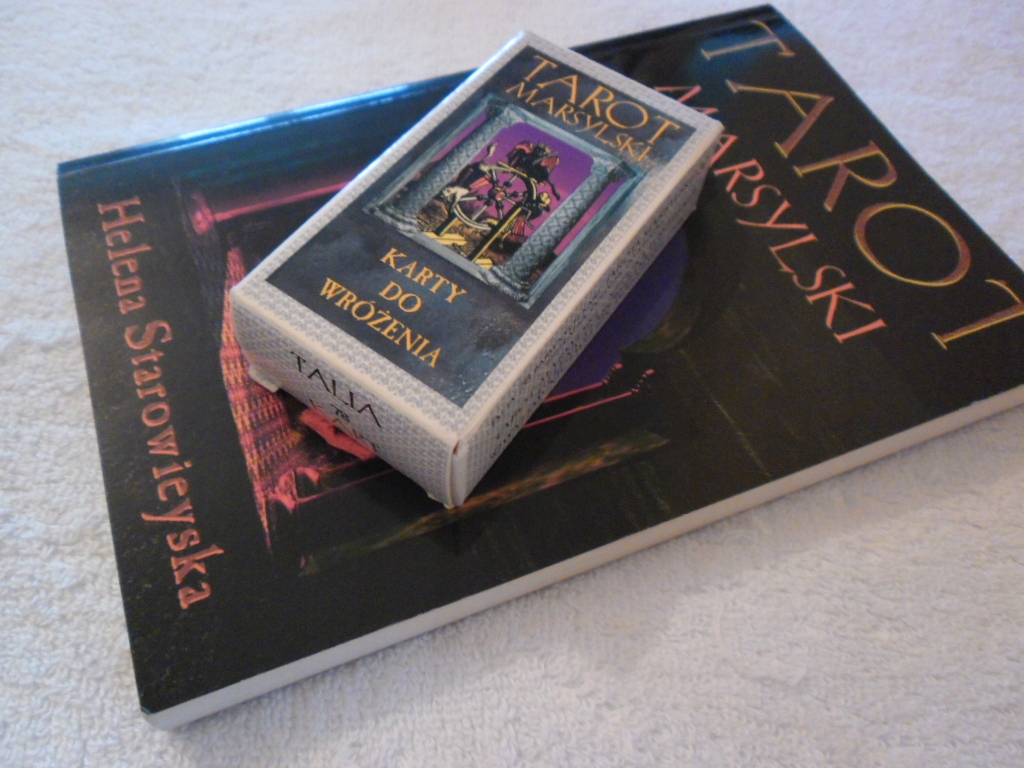 TAROT
MARSYLSKI
Helena Starowieyska
TAROT
MARSYLSKI
KARTY
DO
WRÓŻENIA
TALIA